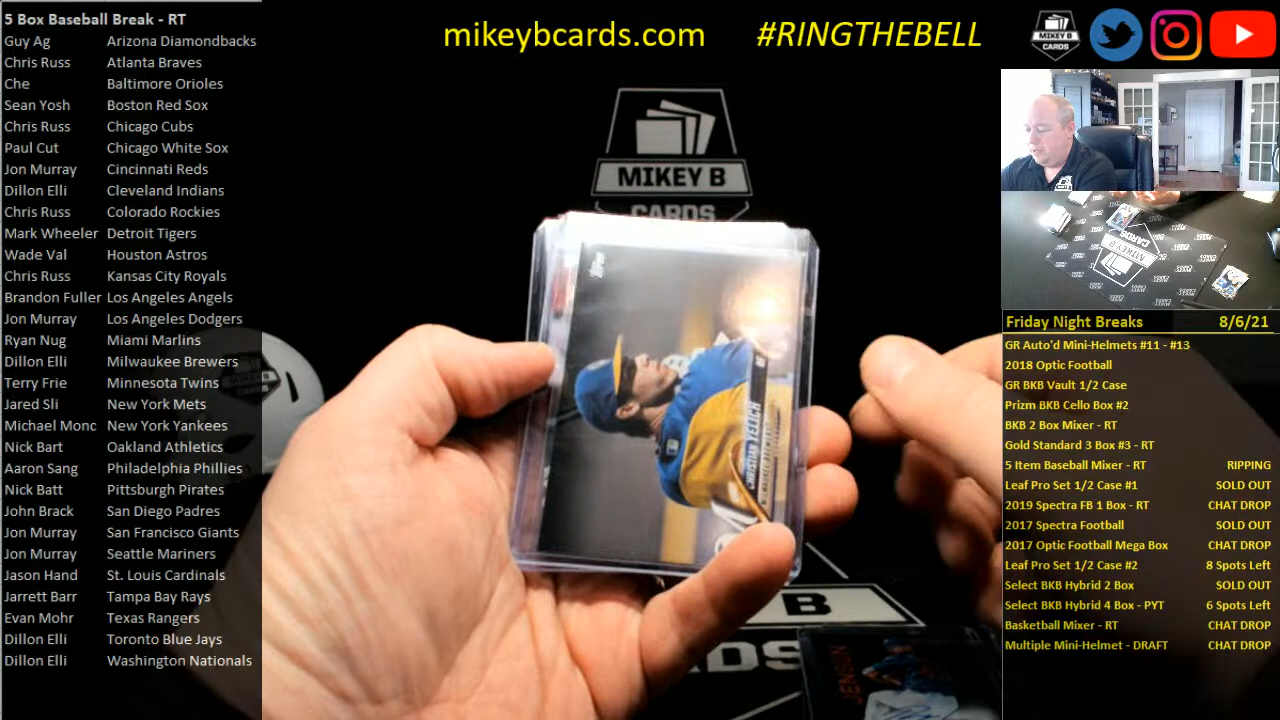 5 Box Baseball Break - RT
Guy Ag Arizona Diamondbacks
Chris Russ Atlanta Braves
Che Baltimore Orioles
Sean Yosh Boston Red Sox
Chris Russ Chicago Cubs
Paul Cut Chicago White Sox
Jon Murray Cincinnati Reds
Dillon Elli Cleveland Indians
Chris Russ Colorado Rockies
Mark Wheeler Detroit Tigers
Wade Val Houston Astros
Chris Russ Kansas City Royals
Brandon Fuller Los Angeles Angels
Jon Murray Los Angeles Dodgers
Ryan Nug Miami Marlins
Dillon Elli Milwaukee Brewers
Terry Frie Minnesota Twins
Jared Sli New York Mets
Michael Monc New York Yankees
Nick Bart Oakland Athletics
Aaron Sang Philadelphia Phillies
Nick Batt Pittsburgh Pirates
John Brack San Diego Padres
Jon Murray San Francisco Giants
Jon Murray Seattle Mariners
Jason Hand St. Louis Cardinals
Jarrett Barr Tampa Bay Rays
Evan Mohr Texas Rangers
Dillon Elli Toronto Blue Jays
Dillon Elli Washington Nationals
mikeybcards.com #RINGTHEBELL
MIKEY B
CARDS
MIKEY B
CARDS
Topps
CHRISTIAN YELICH
MILWAUKEE BREWERS
OF
B
CARDS
JENSEN
MIKEY B
CARDS
Friday Night Breaks 8/6/21
GR Auto'd Mini-Helmets #11 - #13
2018 Optic Football
GR BKB Vault 1/2 Case
Prizm BKB Cello Box #2
BKB 2 Box Mixer - RT
Gold Standard 3 Box #3 - RT
5 Item Baseball Mixer - RT RIPPING
Leaf Pro Set 1/2 Case #1 SOLD OUT
2019 Spectra FB 1 Box - RT CHAT DROP
2017 Spectra Football SOLD OUT
2017 Optic Football Mega Box CHAT DROP
Leaf Pro Set 1/2 Case #2 8 Spots Left
Select BKB Hybrid 2 Box SOLD OUT
Select BKB Hybrid 4 Box - PYT 6 Spots Left
Basketball Mixer - RT CHAT DROP
Multiple Mini-Helmet - DRAFT CHAT DROP